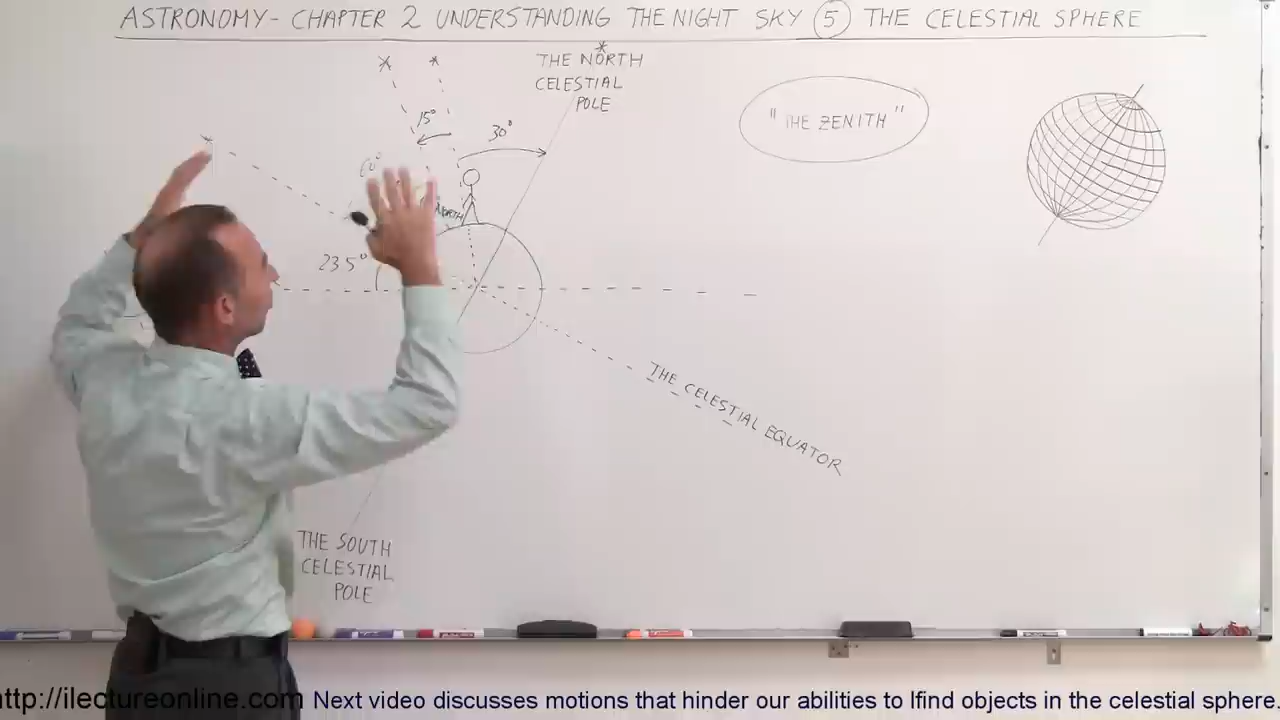 ASTRONOMY- CHAPTER 2 UNDERSTANDING THE NIGHT SKY 5 THE CELESTIAL SPHERE
THE NORTH
CELESTIAL
POLE
"THE ZENITH"
15°
30°
60°
NORTH
23.5°
THE CELESTIAL EQUATOR
THE SOUTH
CELESTIAL
POLE
http://ilectureonline.com Next video discusses motions that hinder our abilities to lfind objects in the celestial sphere.